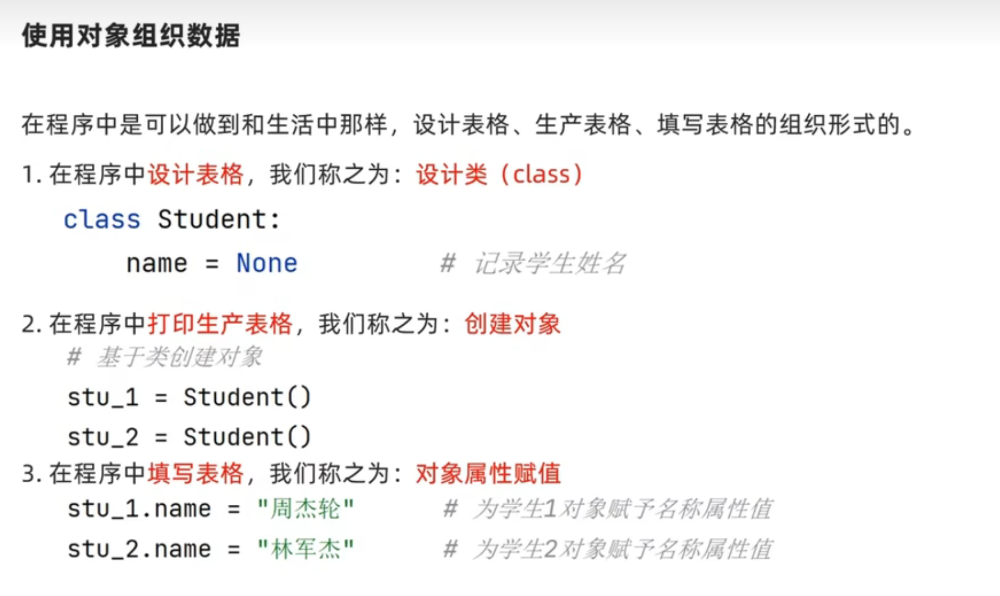 使用对象组织数据
在程序中是可以做到和生活中那样，设计表格、生产表格、填写表格的组织形式的。
1. 在程序中设计表格，我们称之为：设计类（class）
class Student:
    name = None        # 记录学生姓名
2. 在程序中打印生产表格，我们称之为：创建对象
# 基于类创建对象
stu_1 = Student()
stu_2 = Student()
3. 在程序中填写表格，我们称之为：对象属性赋值
stu_1.name = "周杰轮"        # 为学生1对象赋予名称属性值
stu_2.name = "林军杰"        # 为学生2对象赋予名称属性值